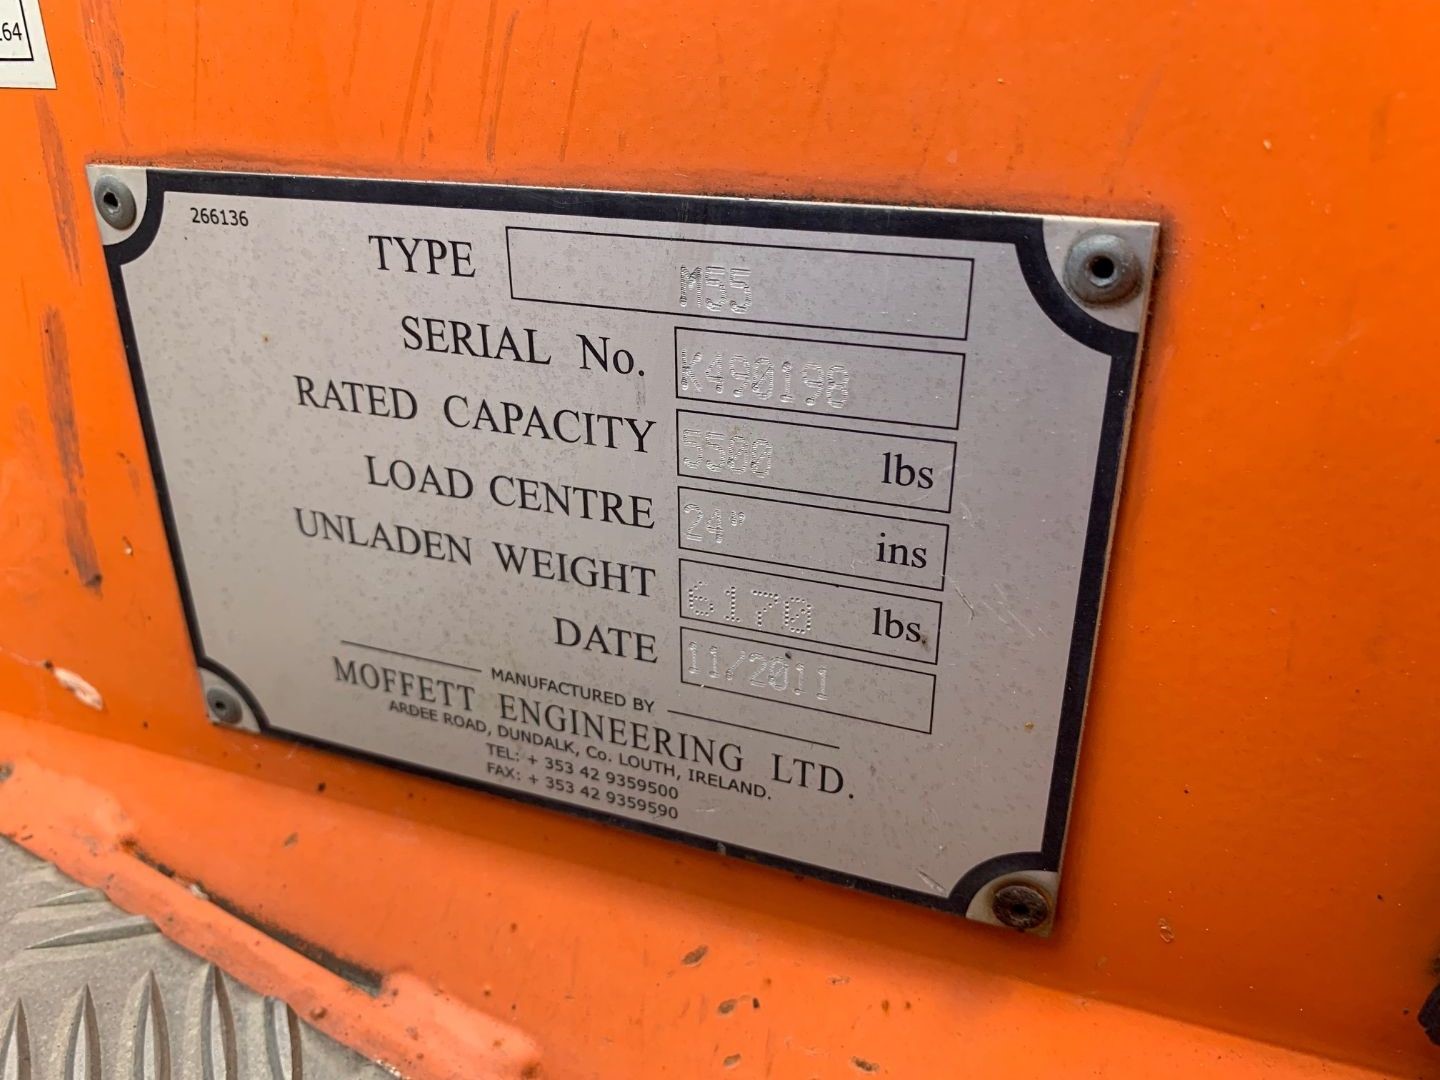 64
266136
TYPE M55
SERIAL No. K490198
RATED CAPACITY 5500 lbs
LOAD CENTRE 24" ins
UNLADEN WEIGHT 6170 lbs
DATE 11/2011
MANUFACTURED BY
MOFFETT ENGINEERING LTD.
ARDEE ROAD, DUNDALK, Co. LOUTH, IRELAND.
TEL: + 353 42 9359500
FAX: + 353 42 9359590